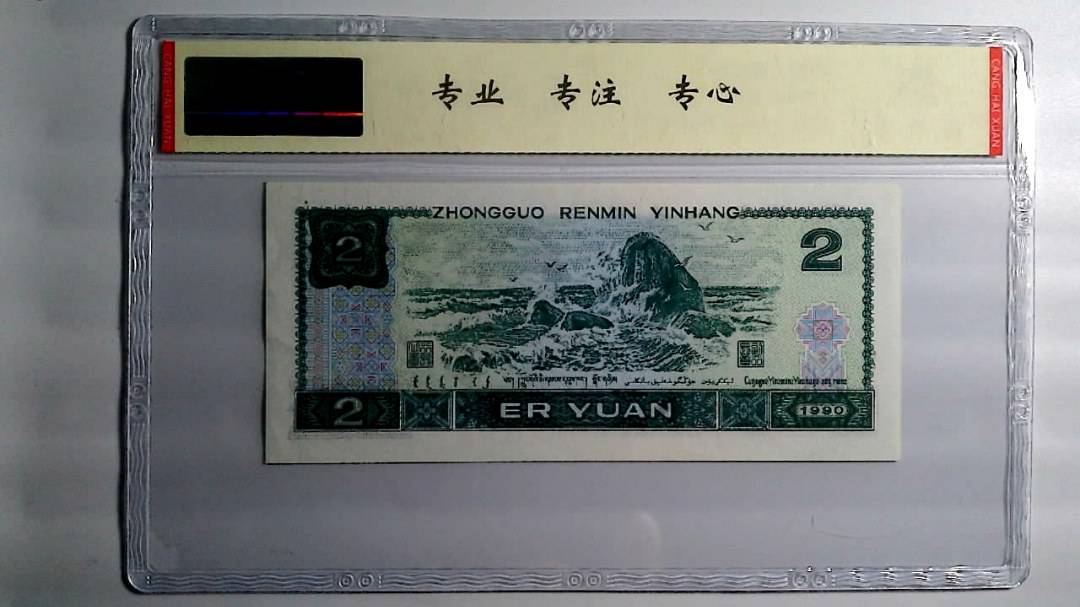 专业 专注 专心
CANG HAI XUAN
CANG HAI XUAN
ZHONGGUO RENMIN YINHANG
2
2
2
ER YUAN
1990